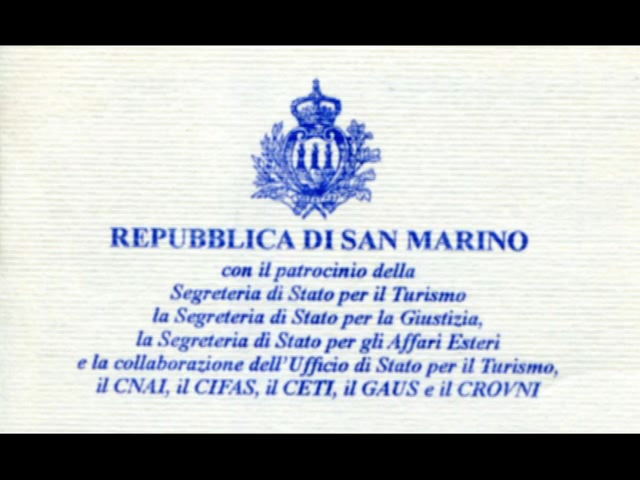 REPUBBLICA DI SAN MARINO
con il patrocinio della
Segreteria di Stato per il Turismo
la Segreteria di Stato per la Giustizia,
la Segreteria di Stato per gli Affari Esteri
e la collaborazione dell'Ufficio di Stato per il Turismo,
il CNAI, il CIFAS, il CETI, il GAUS e il CROVNI